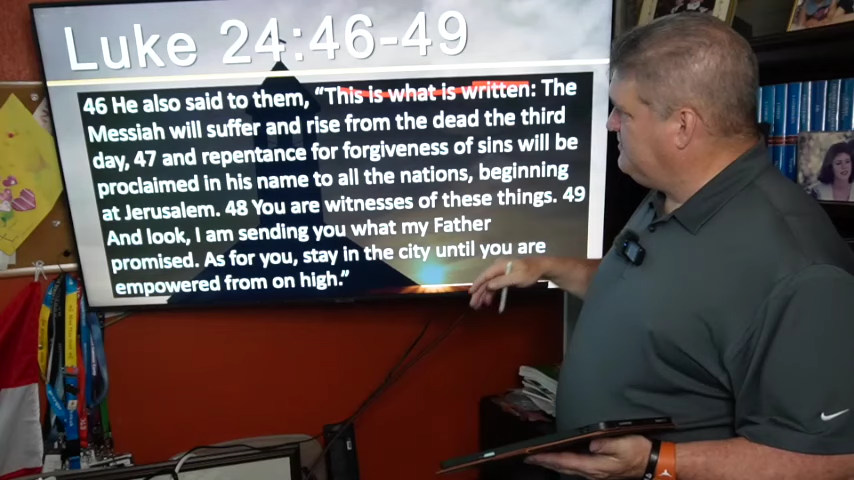 Luke 24:46-49
46 He also said to them, “This is what is written: The
Messiah will suffer and rise from the dead the third
day, 47 and repentance for forgiveness of sins will be
proclaimed in his name to all the nations, beginning
at Jerusalem. 48 You are witnesses of these things. 49
And look, I am sending you what my Father
promised. As for you, stay in the city until you are
empowered from on high.”